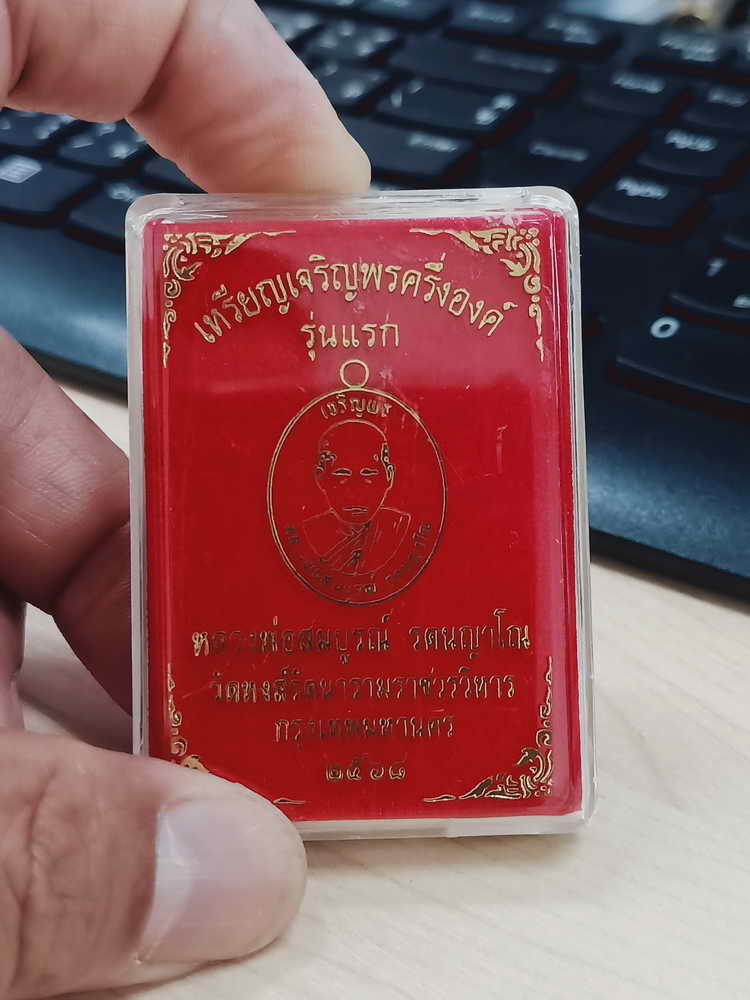 เหรียญเจริญพรครึ่งองค์
รุ่นแรก
เจริญพร
หลวงพ่อสมบูรณ์ รตนญาโณ
วัดหงส์รัตนารามราชวรวิหาร
กรุงเทพมหานคร
๒๕๖๘